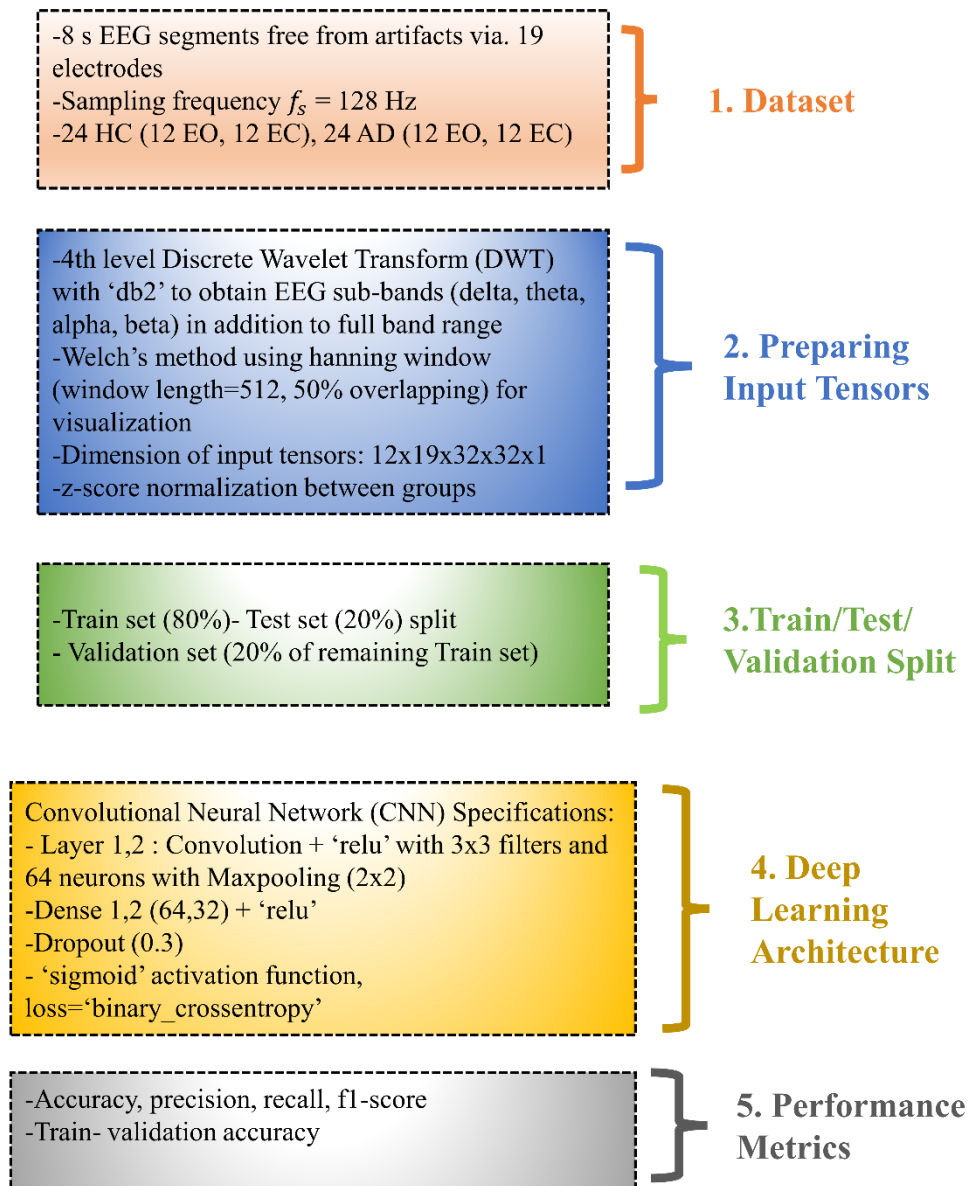 -8 s EEG segments free from artifacts via. 19
electrodes
-Sampling frequency fₛ = 128 Hz
-24 HC (12 EO, 12 EC), 24 AD (12 EO, 12 EC)
1. Dataset
-4th level Discrete Wavelet Transform (DWT)
with ‘db2’ to obtain EEG sub-bands (delta, theta,
alpha, beta) in addition to full band range
-Welch’s method using hanning window
(window length=512, 50% overlapping) for
visualization
-Dimension of input tensors: 12x19x32x32x1
-z-score normalization between groups
2. Preparing
Input Tensors
-Train set (80%)- Test set (20%) split
- Validation set (20% of remaining Train set)
3.Train/Test/
Validation Split
Convolutional Neural Network (CNN) Specifications:
- Layer 1,2 : Convolution + ‘relu’ with 3x3 filters and
64 neurons with Maxpooling (2x2)
-Dense 1,2 (64,32) + ‘relu’
-Dropout (0.3)
- ‘sigmoid’ activation function,
loss=‘binary_crossentropy’
4. Deep
Learning
Architecture
-Accuracy, precision, recall, f1-score
-Train- validation accuracy
5. Performance
Metrics